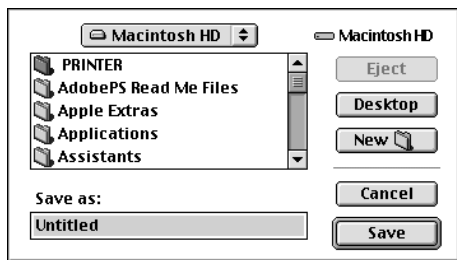 Macintosh HD
Macintosh HD
PRINTER
AdobePS Read Me Files
Apple Extras
Applications
Assistants
Eject
Desktop
New
Save as:
Untitled
Cancel
Save